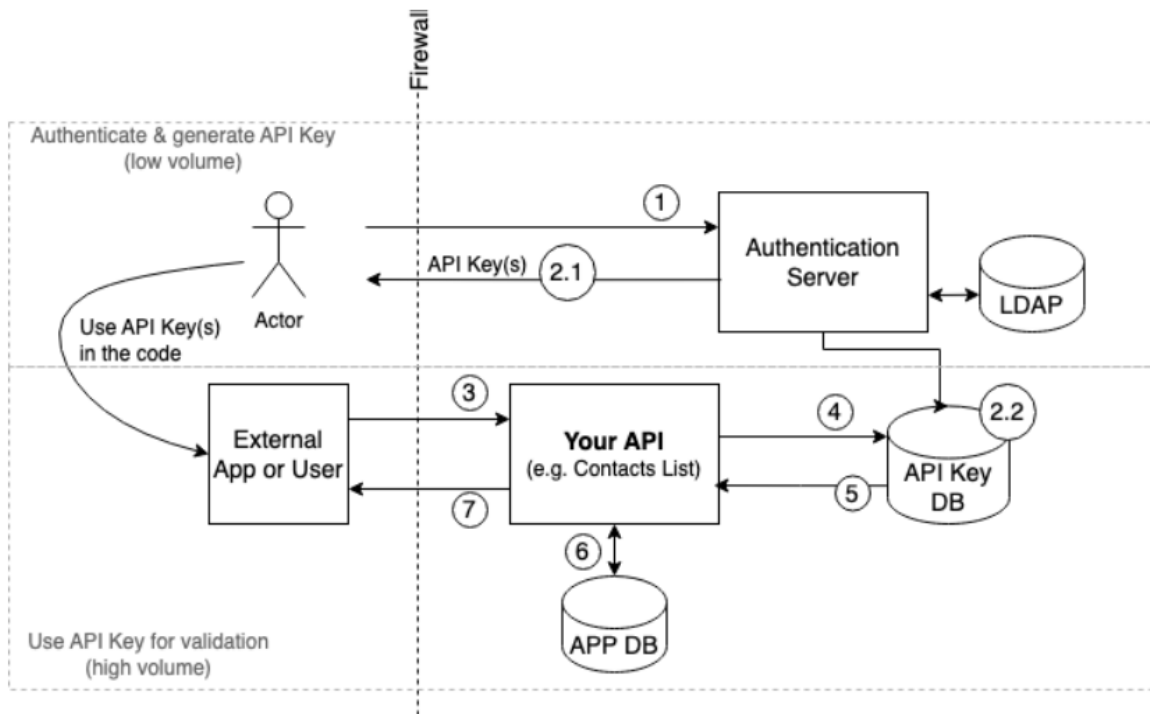 Firewall
Authenticate & generate API Key
(low volume)
1
Authentication
Server
API Key(s)
2.1
LDAP
Actor
Use API Key(s)
in the code
3
4
2.2
External
App or User
Your API
(e.g. Contacts List)
API Key
DB
5
7
6
APP DB
Use API Key for validation
(high volume)